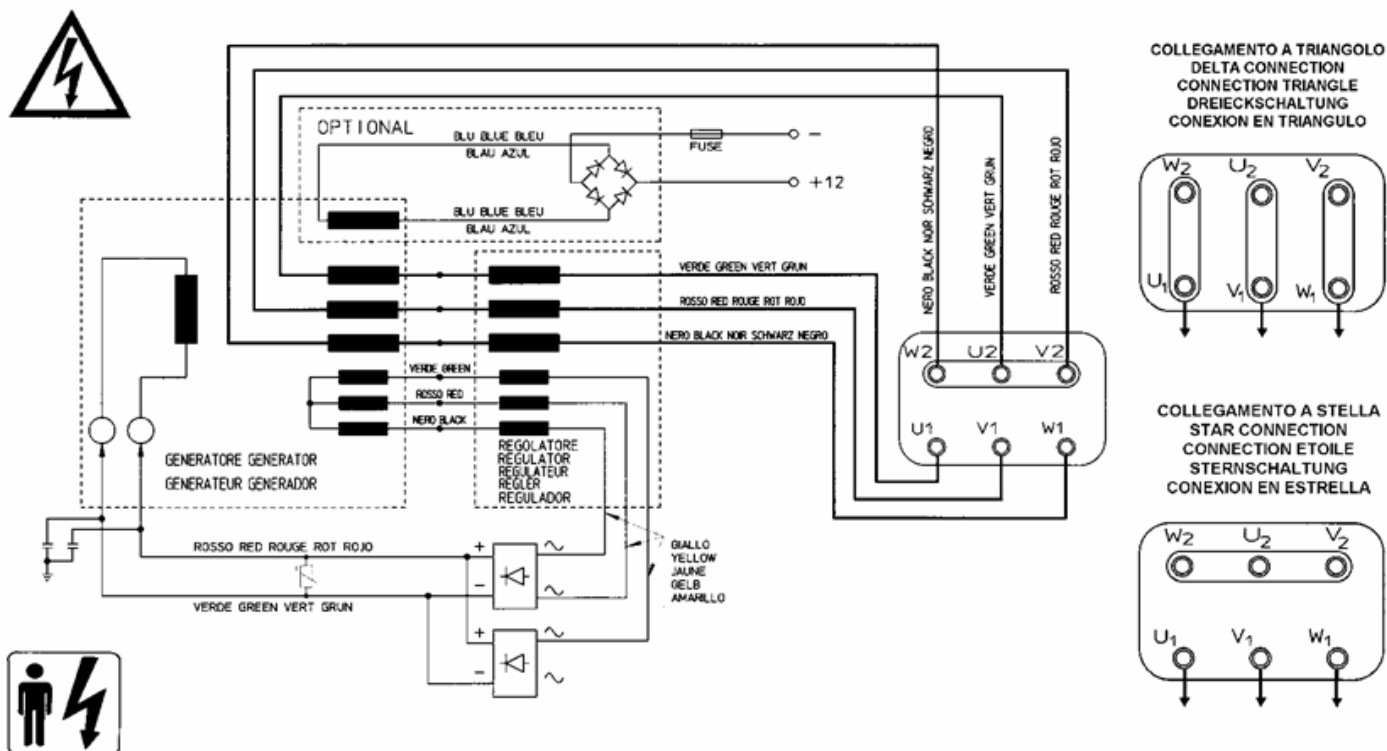 OPTIONAL
BLU BLUE BLEU
BLAU AZUL
BLU BLUE BLEU
BLAU AZUL
FUSE
-
+12
VERDE GREEN VERT GRUN
ROSSO RED ROUGE ROT ROJO
NERO BLACK NOIR SCHWARZ NEGRO
VERDE GREEN
ROSSO RED
NERO BLACK
GENERATORE GENERATOR
GENERATEUR GENERADOR
REGOLATORE
REGULATOR
REGULATEUR
REGLER
REGULADOR
ROSSO RED ROUGE ROT ROJO
VERDE GREEN VERT GRUN
+ ~
- ~
+ ~
- ~
GIALLO
YELLOW
JAUNE
GELB
AMARILLO
NERO BLACK NOIR SCHWARZ NEGRO
VERDE GREEN VERT GRUN
ROSSO RED ROUGE ROT ROJO
W2 U2 V2
U1 V1 W1
COLLEGAMENTO A TRIANGOLO
DELTA CONNECTION
CONNECTION TRIANGLE
DREIECKSCHALTUNG
CONEXION EN TRIANGULO
W2 U2 V2
U1 V1 W1
COLLEGAMENTO A STELLA
STAR CONNECTION
CONNECTION ETOILE
STERNSCHALTUNG
CONEXION EN ESTRELLA
W2 U2 V2
U1 V1 W1